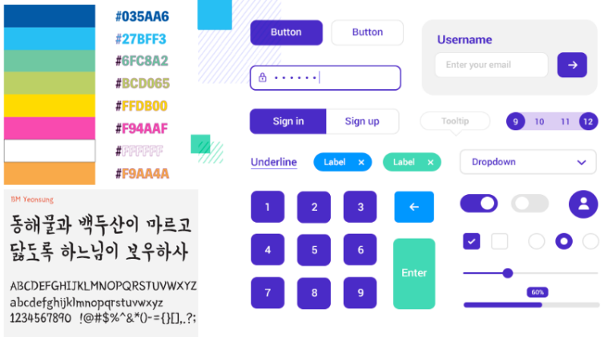 #035AA6
#27BFF3
#6FC8A2
#BCD065
#FFDB00
#F94AAF
#FFFFFF
#F9AA4A
BM Yeonsung
동해물과 백두산이 마르고
닳도록 하느님이 보우하사
ABCDEFGHIJKLMNOPQRSTUVWXYZ
abcdefghijklmnopqrstuvwxyz
1234567890 !@#$%^&*()-={}[],.?;
Button
Button
Username
Enter your email
Sign in
Sign up
Tooltip
9
10
11
12
Underline
Label ×
Label ×
Dropdown
1
2
3
←
4
5
6
Enter
7
8
9
60%